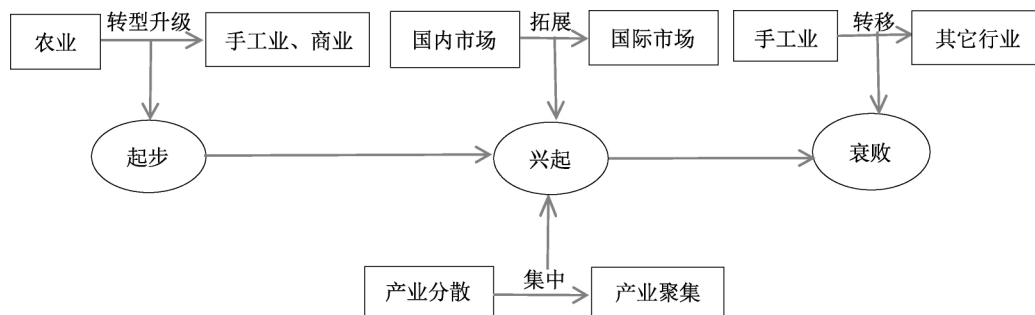 农业
转型升级
手工业、商业
国内市场
拓展
国际市场
手工业
转移
其它行业
起步
兴起
衰败
产业分散
集中
产业聚集